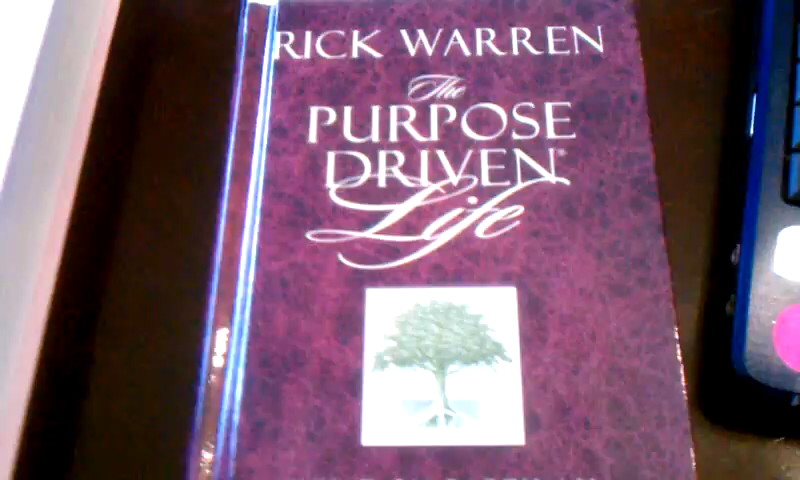 RICK WARREN
The
PURPOSE
DRIVEN®
Life